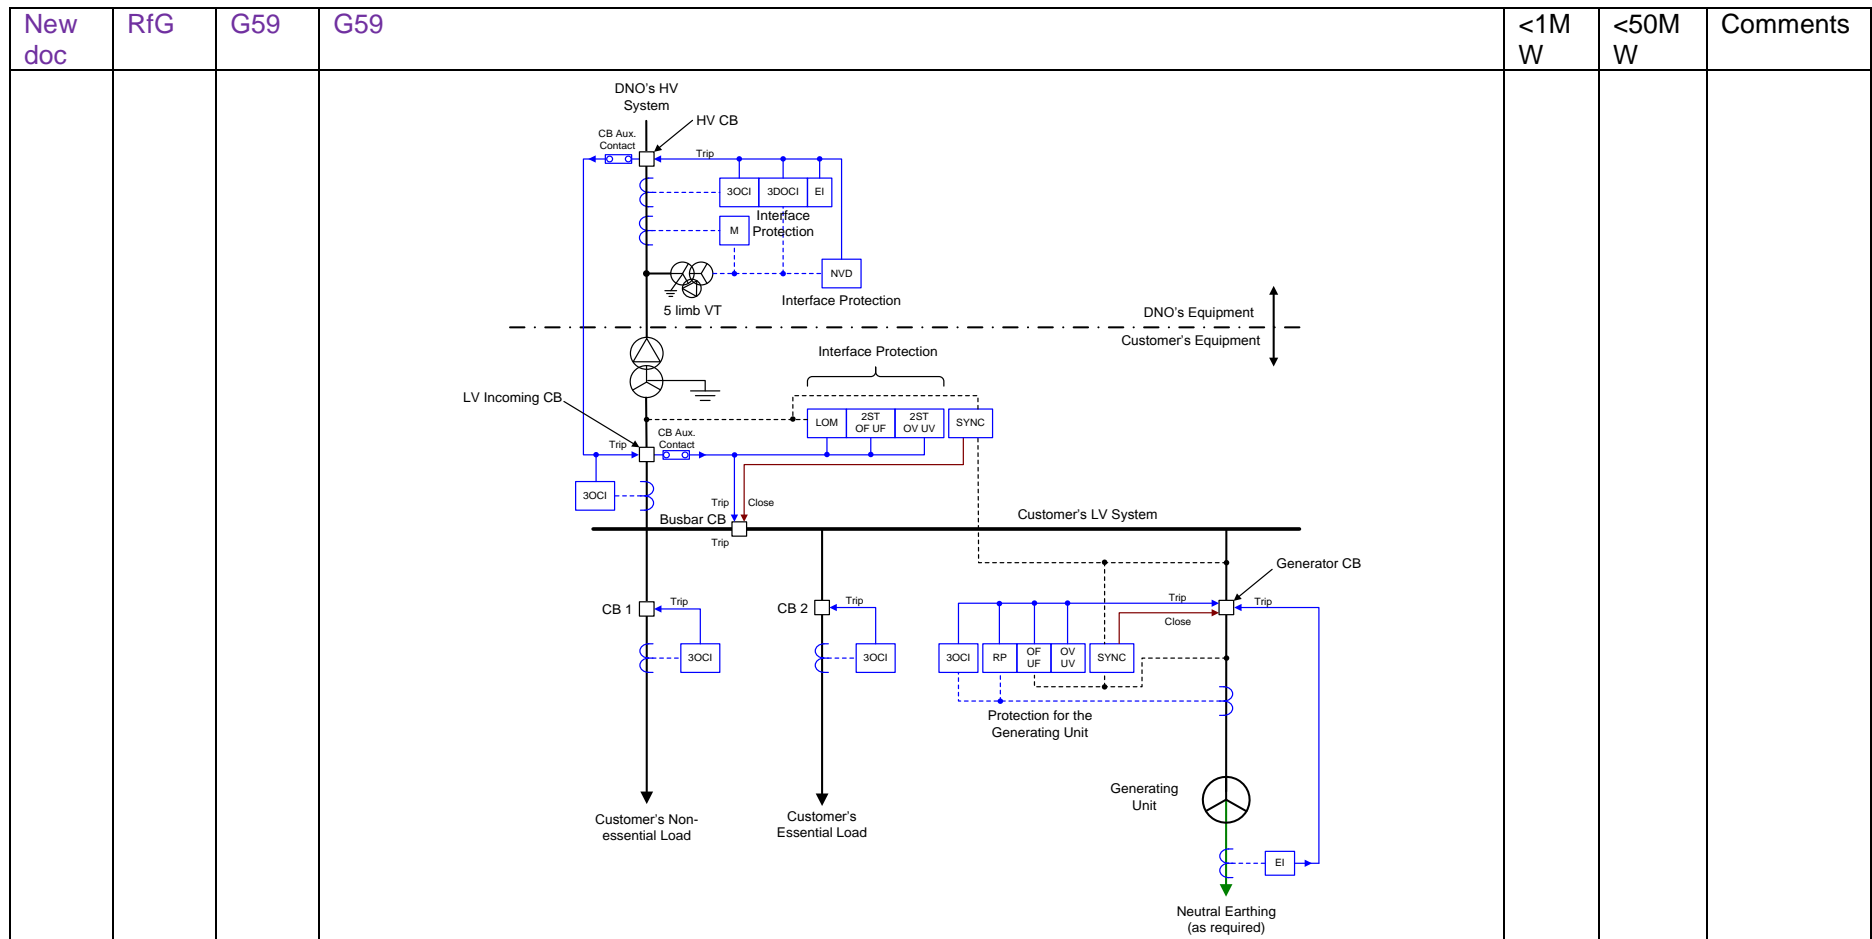 New
doc
RfG
G59
G59
<1M
W
<50M
W
Comments
DNO's HV
System
HV CB
CB Aux.
Contact
Trip
3OCI
3DOCI
EI
Interface
Protection
M
NVD
Interface Protection
5 limb VT
DNO's Equipment
Customer's Equipment
Interface Protection
LV Incoming CB
LOM
2ST
OF UF
2ST
OV UV
SYNC
Trip
CB Aux.
Contact
3OCI
Trip
Close
Busbar CB
Trip
Customer's LV System
Generator CB
CB 1
Trip
3OCI
CB 2
Trip
3OCI
Trip
Close
Trip
3OCI
RP
OF
UF
OV
UV
SYNC
Protection for the
Generating Unit
Generating
Unit
Customer's Non-
essential Load
Customer's
Essential Load
EI
Neutral Earthing
(as required)